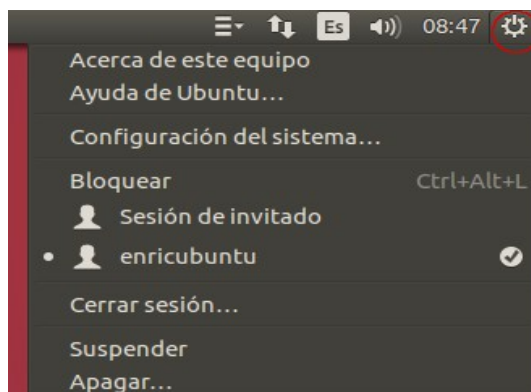 Es 08:47
Acerca de este equipo
Ayuda de Ubuntu...
Configuración del sistema...
Bloquear Ctrl+Alt+L
Sesión de invitado
enricubuntu
Cerrar sesión...
Suspender
Apagar...